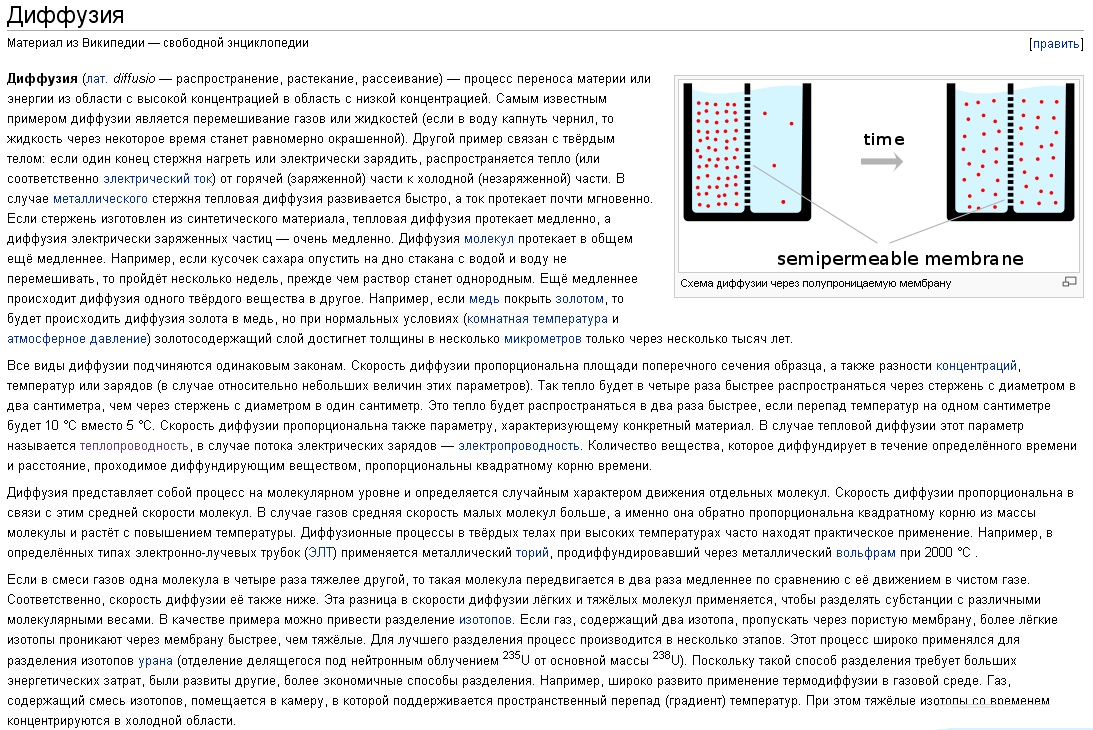 Диффузия
Материал из Википедии — свободной энциклопедии
[править]
Диффузия (лат. diffusio — распространение, растекание, рассеивание) — процесс переноса материи или
энергии из области с высокой концентрацией в область с низкой концентрацией. Самым известным
примером диффузии является перемешивание газов или жидкостей (если в воду капнуть чернил, то
жидкость через некоторое время станет равномерно окрашенной). Другой пример связан с твёрдым
телом: если один конец стержня нагреть или электрически зарядить, распространяется тепло (или
соответственно электрический ток) от горячей (заряженной) части к холодной (незаряженной) части. В
случае металлического стержня тепловая диффузия развивается быстро, а ток протекает почти мгновенно.
Если стержень изготовлен из синтетического материала, тепловая диффузия протекает медленно, а
диффузия электрически заряженных частиц — очень медленно. Диффузия молекул протекает в общем
ещё медленнее. Например, если кусочек сахара опустить на дно стакана с водой и воду не
перемешивать, то пройдёт несколько недель, прежде чем раствор станет однородным. Ещё медленнее
происходит диффузия одного твёрдого вещества в другое. Например, если медь покрыть золотом, то
будет происходить диффузия золота в медь, но при нормальных условиях (комнатная температура и
атмосферное давление) золотосодержащий слой достигнет толщины в несколько микрометров только через несколько тысяч лет.
time
semipermeable membrane
Схема диффузии через полупроницаемую мембрану
Все виды диффузии подчиняются одинаковым законам. Скорость диффузии пропорциональна площади поперечного сечения образца, а также разности концентраций,
температур или зарядов (в случае относительно небольших величин этих параметров). Так тепло будет в четыре раза быстрее распространяться через стержень с диаметром в
два сантиметра, чем через стержень с диаметром в один сантиметр. Это тепло будет распространяться в два раза быстрее, если перепад температур на одном сантиметре
будет 10 °C вместо 5 °C. Скорость диффузии пропорциональна также параметру, характеризующему конкретный материал. В случае тепловой диффузии этот параметр
называется теплопроводность, в случае потока электрических зарядов — электропроводность. Количество вещества, которое диффундирует в течение определённого времени
и расстояние, проходимое диффундирующим веществом, пропорциональны квадратному корню времени.
Диффузия представляет собой процесс на молекулярном уровне и определяется случайным характером движения отдельных молекул. Скорость диффузии пропорциональна в
связи с этим средней скорости молекул. В случае газов средняя скорость малых молекул больше, а именно она обратно пропорциональна квадратному корню из массы
молекулы и растёт с повышением температуры. Диффузионные процессы в твёрдых телах при высоких температурах часто находят практическое применение. Например, в
определённых типах электронно-лучевых трубок (ЭЛТ) применяется металлический торий, продиффундировавший через металлический вольфрам при 2000 °C .
Если в смеси газов одна молекула в четыре раза тяжелее другой, то такая молекула передвигается в два раза медленнее по сравнению с её движением в чистом газе.
Соответственно, скорость диффузии её также ниже. Эта разница в скорости диффузии лёгких и тяжёлых молекул применяется, чтобы разделять субстанции с различными
молекулярными весами. В качестве примера можно привести разделение изотопов. Если газ, содержащий два изотопа, пропускать через пористую мембрану, более лёгкие
изотопы проникают через мембрану быстрее, чем тяжёлые. Для лучшего разделения процесс производится в несколько этапов. Этот процесс широко применялся для
разделения изотопов урана (отделение делящегося под нейтронным облучением ²³⁵U от основной массы ²³⁸U). Поскольку такой способ разделения требует больших
энергетических затрат, были развиты другие, более экономичные способы разделения. Например, широко развито применение термодиффузии в газовой среде. Газ,
содержащий смесь изотопов, помещается в камеру, в которой поддерживается пространственный перепад (градиент) температур. При этом тяжёлые изотопы со временем
концентрируются в холодной области.